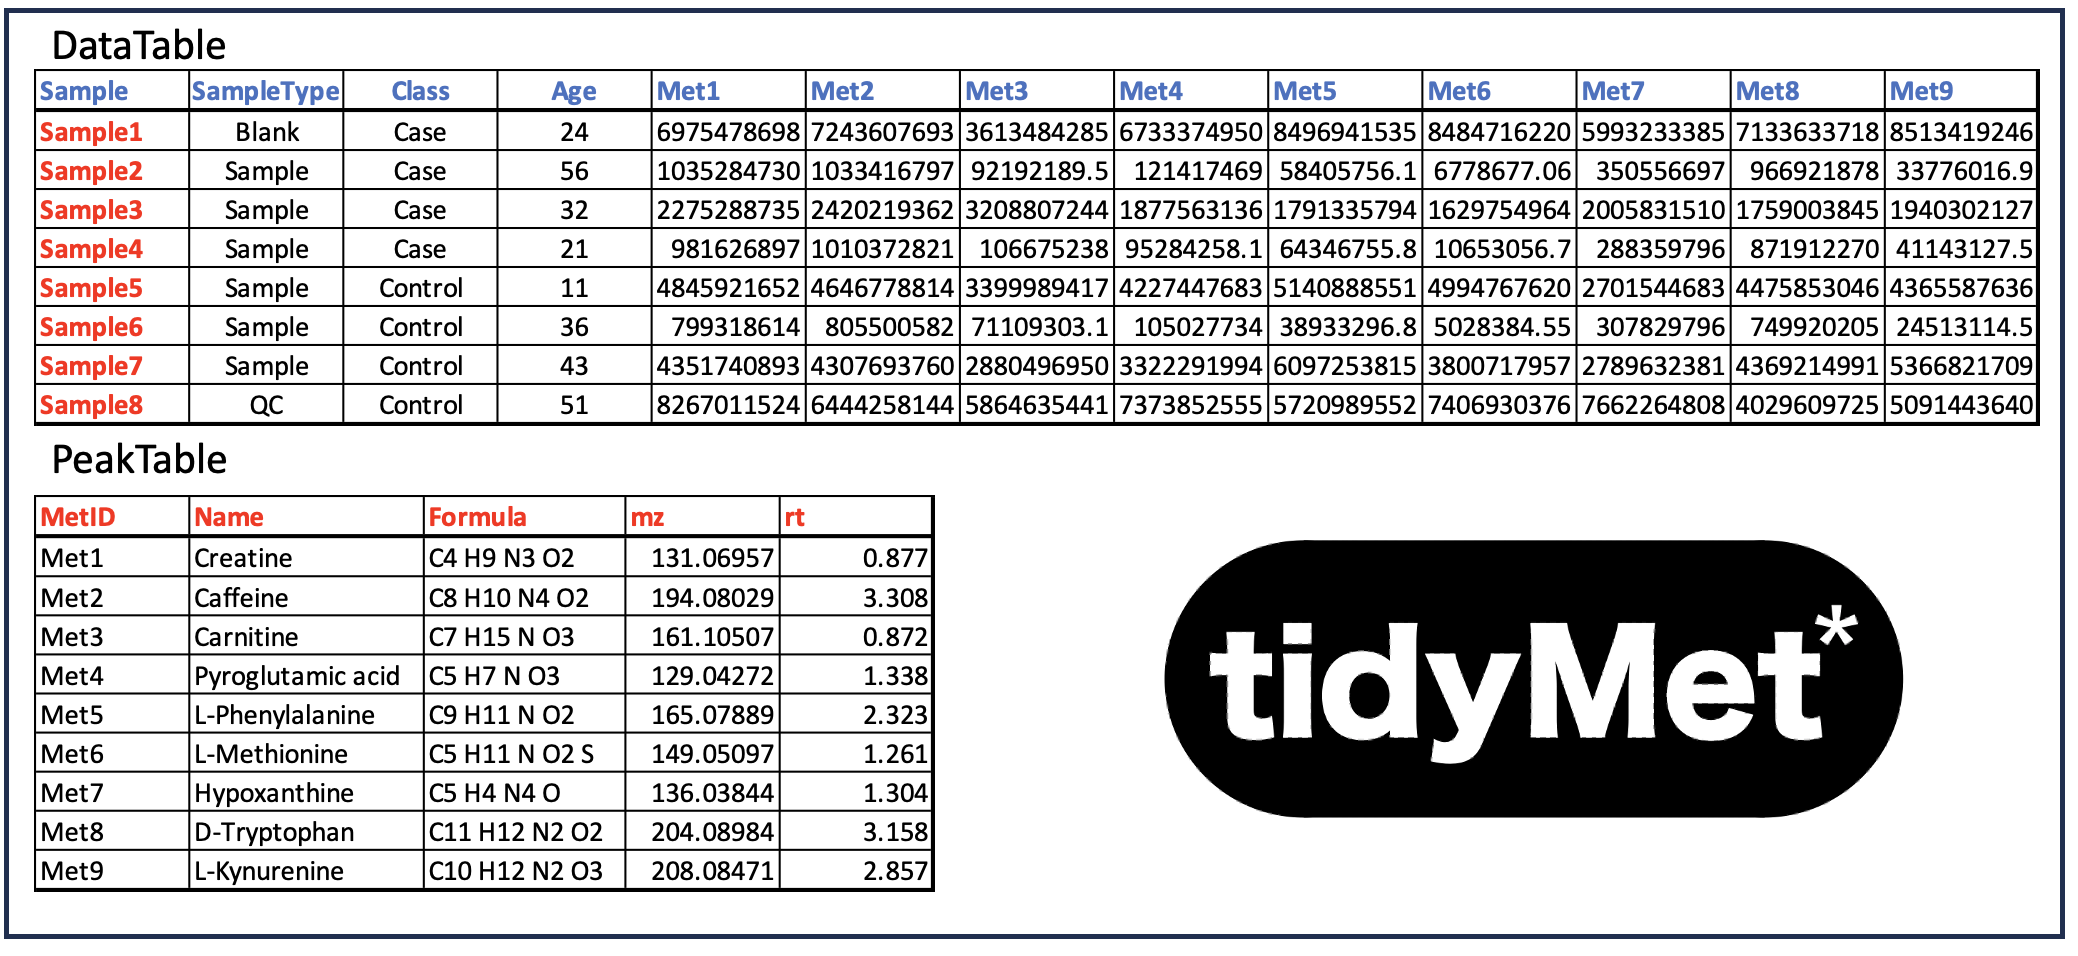 DataTable
Sample SampleType Class Age Met1 Met2 Met3 Met4 Met5 Met6 Met7 Met8 Met9
Sample1 Blank Case 24 6975478698 7243607693 3613484285 6733374950 8496941535 8484716220 5993233385 7133633718 8513419246
Sample2 Sample Case 56 1035284730 1033416797 92192189.5 121417469 58405756.1 6778677.06 350556697 966921878 33776016.9
Sample3 Sample Case 32 2275288735 2420219362 3208807244 1877563136 1791335794 1629754964 2005831510 1759003845 1940302127
Sample4 Sample Case 21 981626897 1010372821 106675238 95284258.1 64346755.8 10653056.7 288359796 871912270 41143127.5
Sample5 Sample Control 11 4845921652 4646778814 3399989417 4227447683 5140888551 4994767620 2701544683 4475853046 4365587636
Sample6 Sample Control 36 799318614 805500582 71109303.1 105027734 38933296.8 5028384.55 307829796 749920205 24513114.5
Sample7 Sample Control 43 4351740893 4307693760 2880496950 3322291994 6097253815 3800717957 2789632381 4369214991 5366821709
Sample8 QC Control 51 8267011524 6444258144 5864635441 7373852555 5720989552 7406930376 7662264808 4029609725 5091443640
PeakTable
MetID Name Formula mz rt
Met1 Creatine C4 H9 N3 O2 131.06957 0.877
Met2 Caffeine C8 H10 N4 O2 194.08029 3.308
Met3 Carnitine C7 H15 N O3 161.10507 0.872
Met4 Pyroglutamic acid C5 H7 N O3 129.04272 1.338
Met5 L-Phenylalanine C9 H11 N O2 165.07889 2.323
Met6 L-Methionine C5 H11 N O2 S 149.05097 1.261
Met7 Hypoxanthine C5 H4 N4 O 136.03844 1.304
Met8 D-Tryptophan C11 H12 N2 O2 204.08984 3.158
Met9 L-Kynurenine C10 H12 N2 O3 208.08471 2.857
tidyMet*